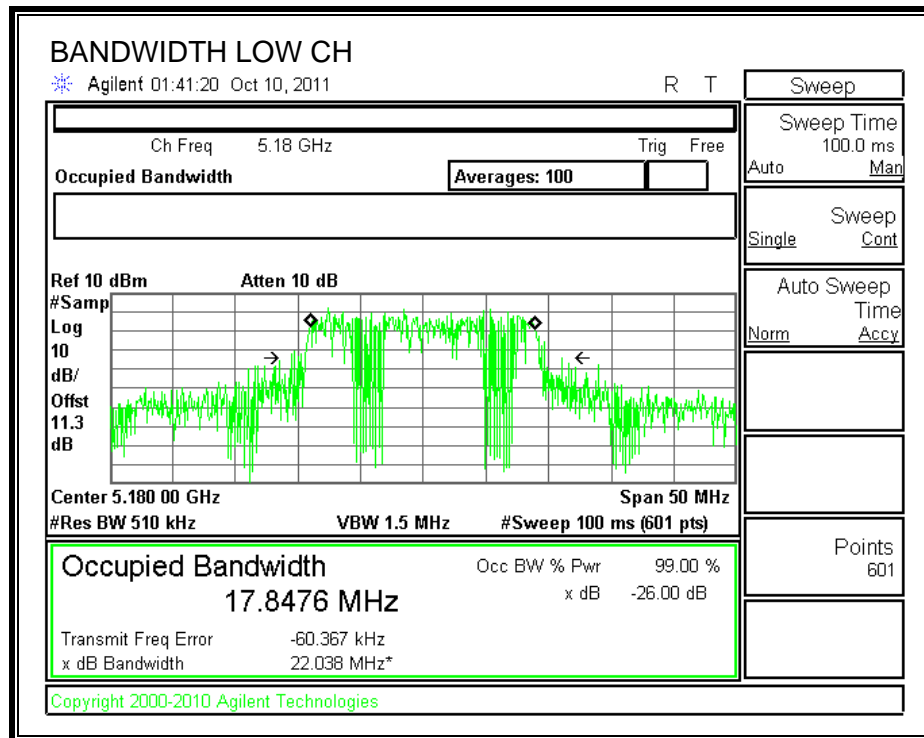 BANDWIDTH LOW CH
Agilent 01:41:20 Oct 10, 2011 R T
Ch Freq 5.18 GHz Trig Free
Occupied Bandwidth Averages: 100
Ref 10 dBm Atten 10 dB
#Samp
Log
10
dB/
Offst
11.3
dB
Center 5.180 00 GHz Span 50 MHz
#Res BW 510 kHz VBW 1.5 MHz #Sweep 100 ms (601 pts)
Occupied Bandwidth Occ BW % Pwr 99.00 %
17.8476 MHz x dB -26.00 dB
Transmit Freq Error -60.367 kHz
x dB Bandwidth 22.038 MHz*
Copyright 2000-2010 Agilent Technologies
Sweep
Sweep Time
100.0 ms
Auto Man
Sweep
Single Cont
Auto Sweep
Time
Norm Accy
Points
601